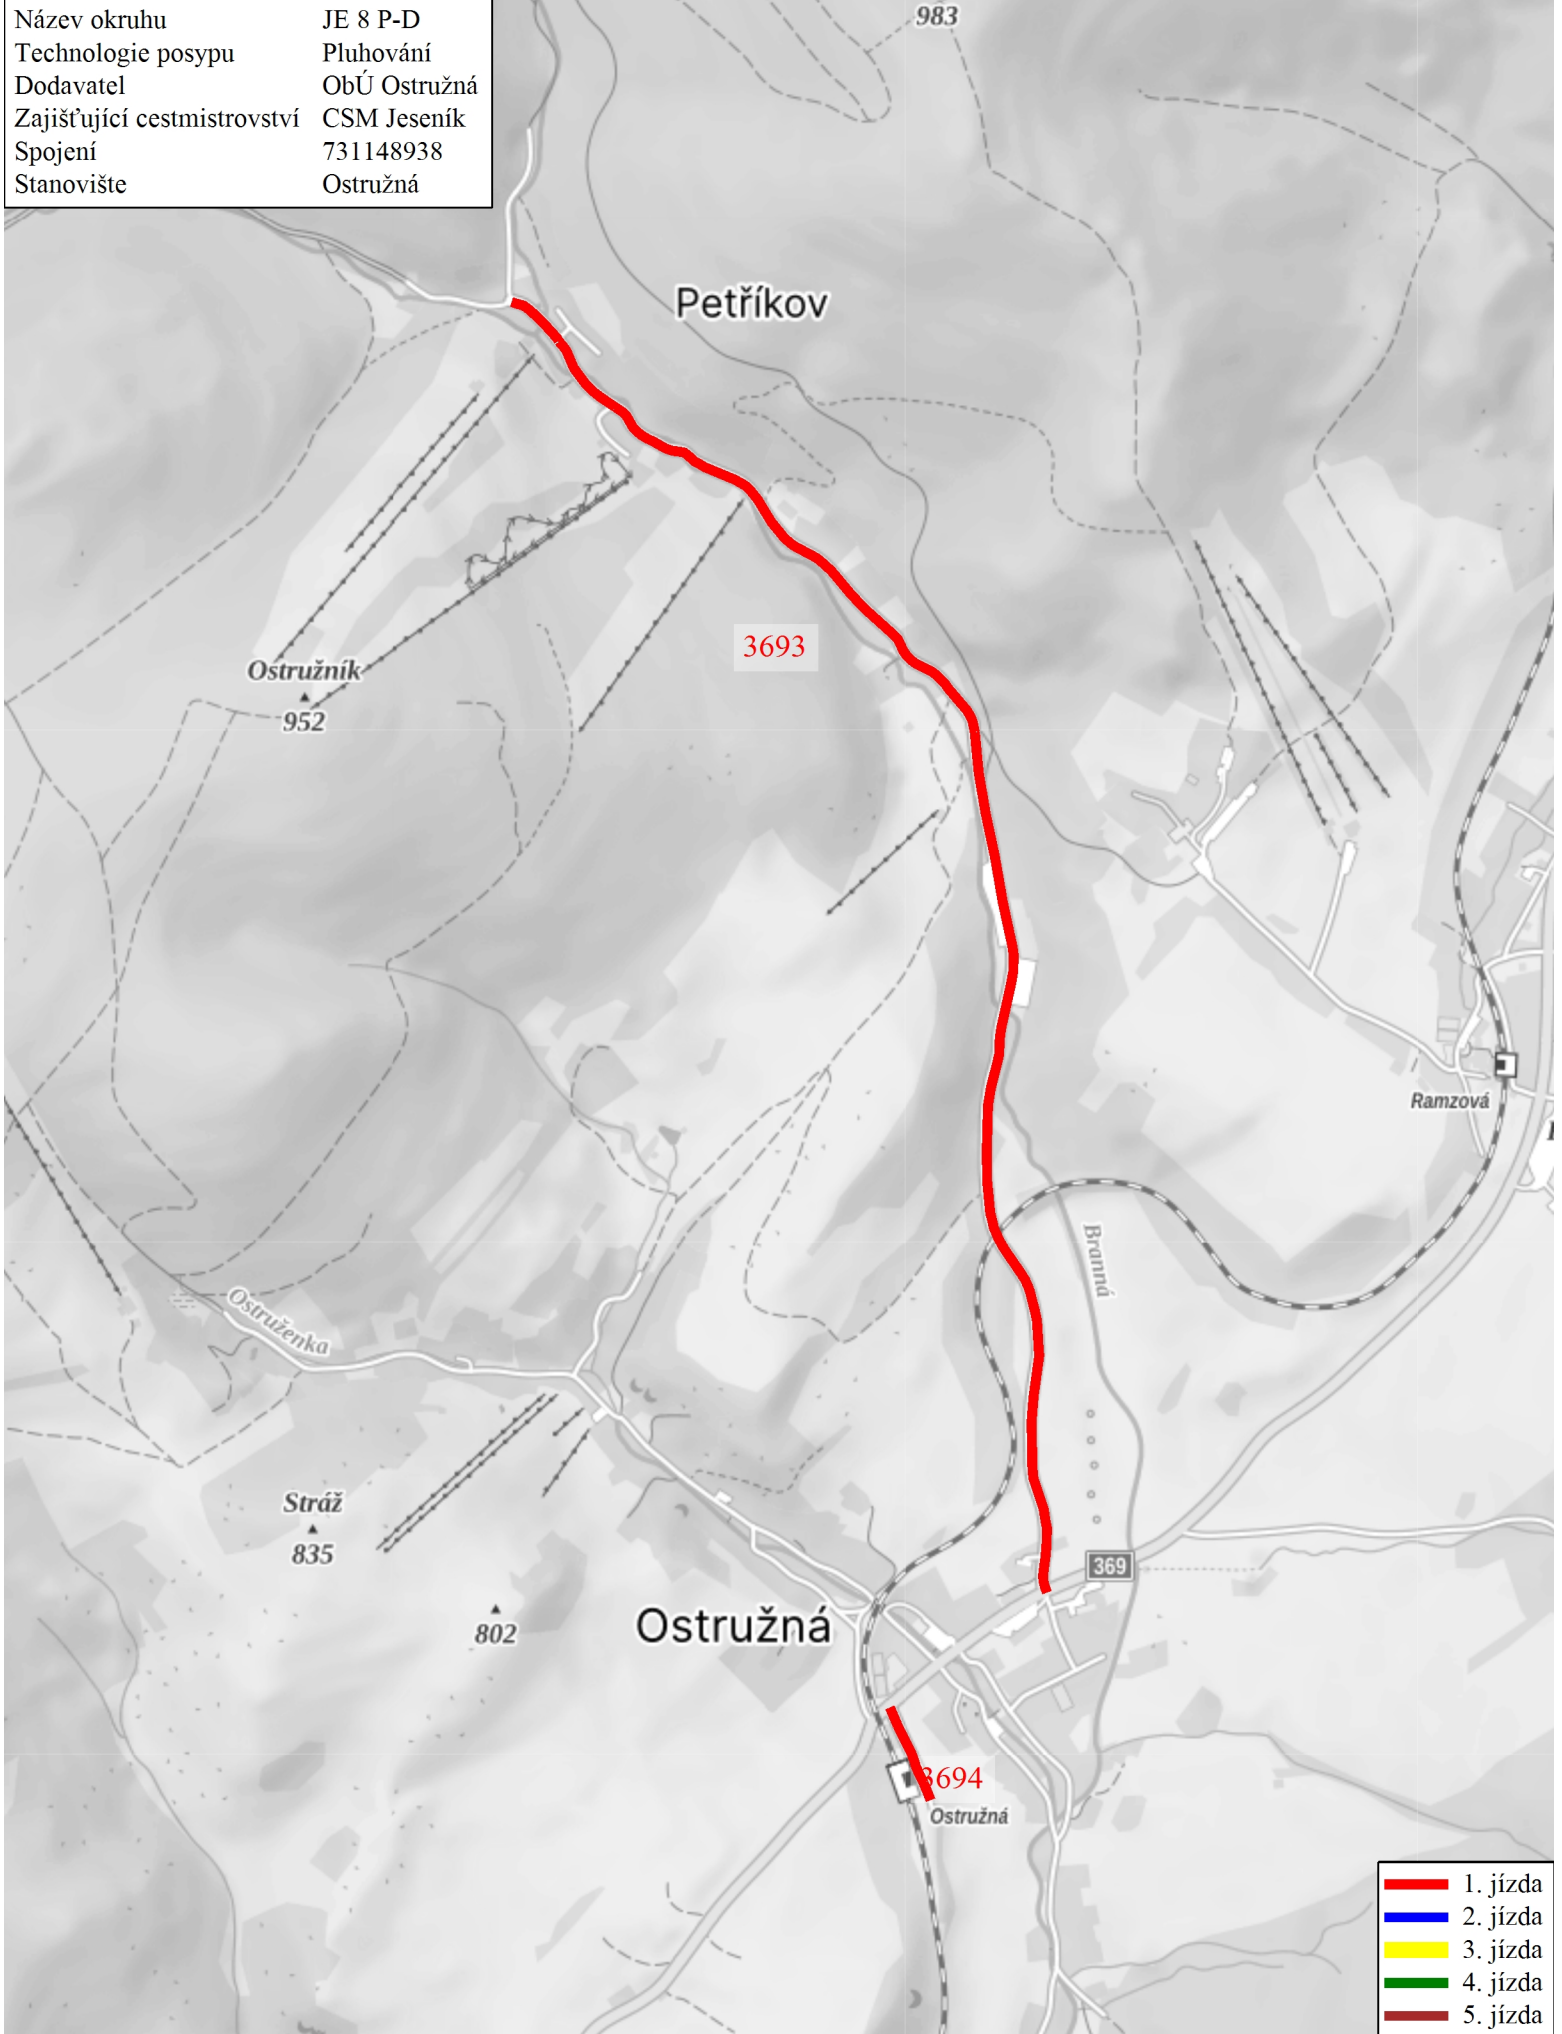 Název okruhu JE 8 P-D
Technologie posypu Pluhování
Dodavatel ObÚ Ostružná
Zajišťující cestmistrovství CSM Jeseník
Spojení 731148938
Stanoviště Ostružná
983
Petříkov
3693
Ostružník
952
Ramzová
Branná
Ostruženka
Stráž
835
369
802
Ostružná
3694
Ostružná
1. jízda
2. jízda
3. jízda
4. jízda
5. jízda